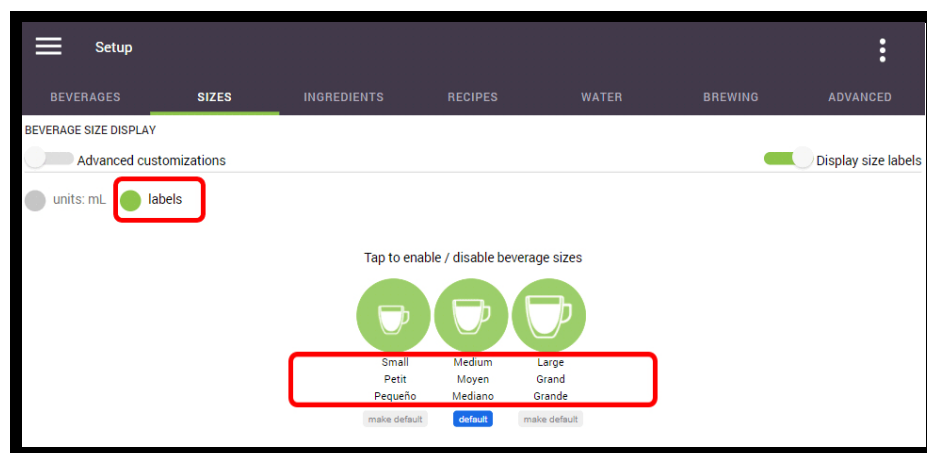 Setup
BEVERAGES SIZES INGREDIENTS RECIPES WATER BREWING ADVANCED
BEVERAGE SIZE DISPLAY
Advanced customizations Display size labels
units: mL labels
Tap to enable / disable beverage sizes
Small Medium Large
Petit Moyen Grand
Pequeño Mediano Grande
make default default make default